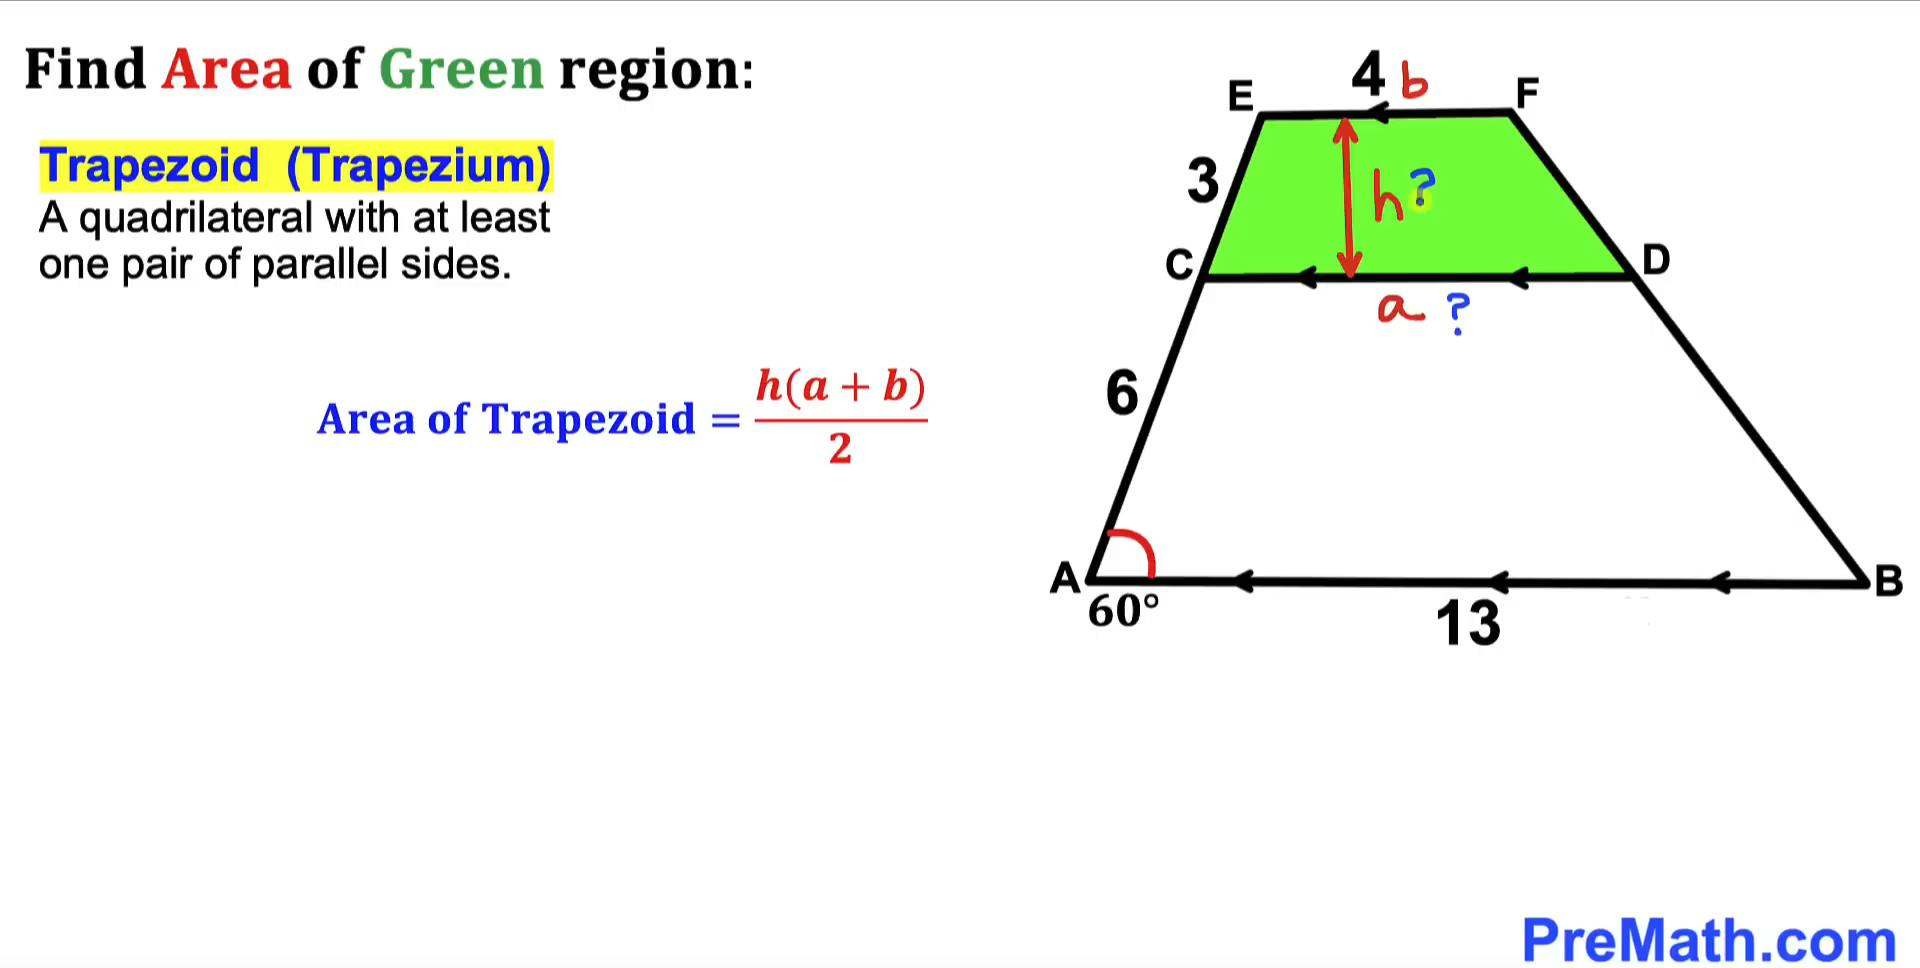 Find Area of Green region:
Trapezoid (Trapezium)
A quadrilateral with at least
one pair of parallel sides.
Area of Trapezoid = h(a + b)
2
4 b
E
F
3
h?
C
D
a ?
6
A
B
60°
13
PreMath.com